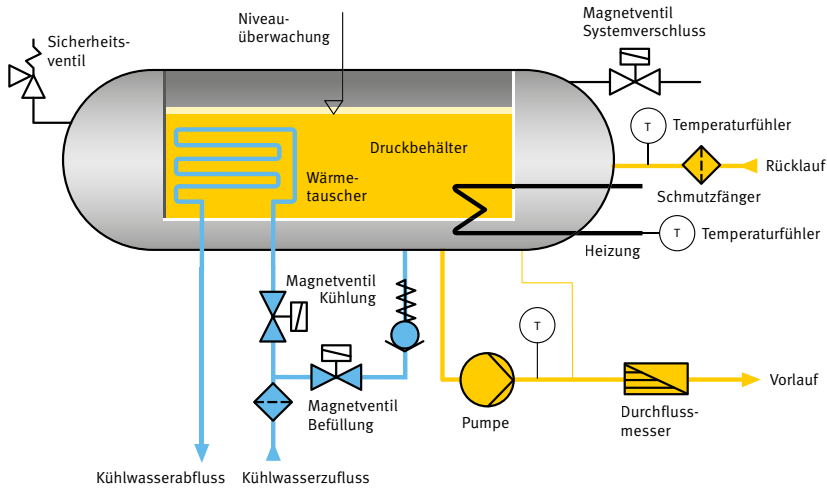 Niveau-
überwachung
Magnetventil
Systemverschluss
Sicherheits-
ventil
T
Temperaturfühler
Druckbehälter
Rücklauf
Wärme-
tauscher
Schmutzfänger
T
Temperaturfühler
Heizung
Magnetventil
Kühlung
T
Vorlauf
Magnetventil
Befüllung
Pumpe
Durchfluss-
messer
Kühlwasserabfluss
Kühlwasserzufluss